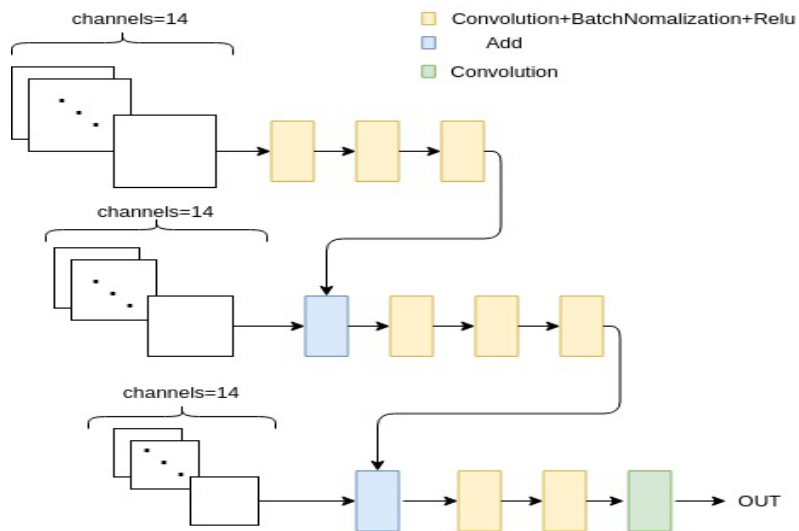 channels=14
Convolution+BatchNomalization+Relu
Add
Convolution
channels=14
channels=14
OUT